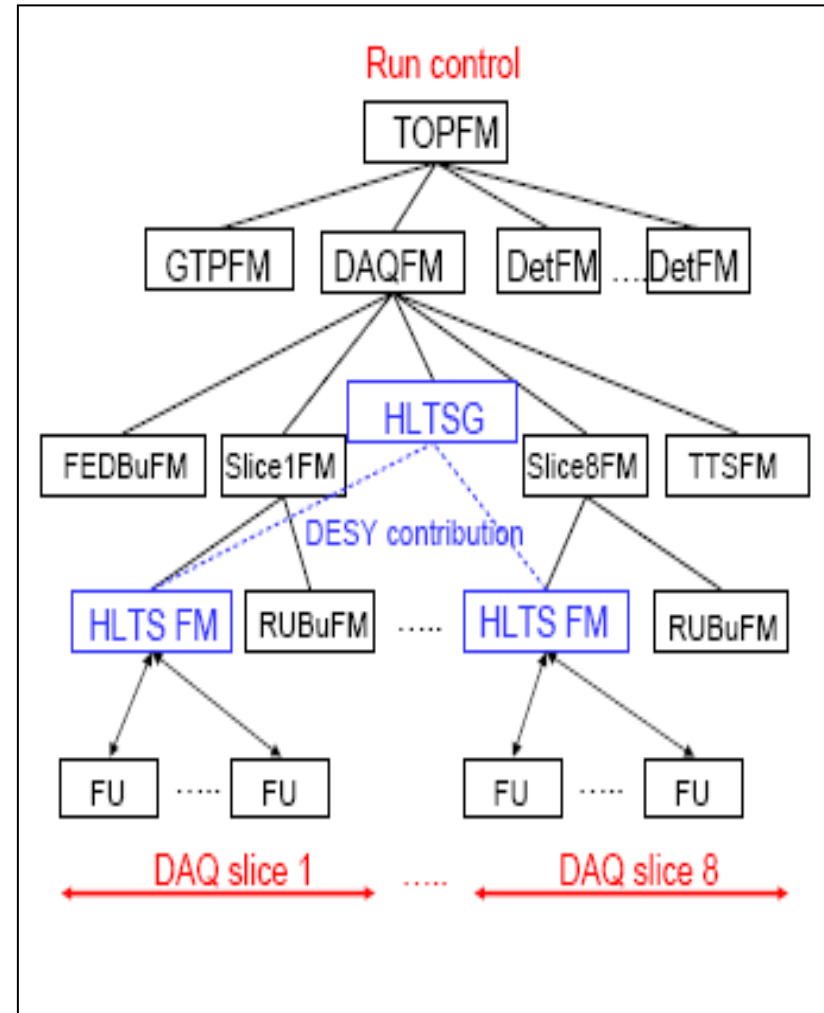 Run control
TOPFM
GTPFM DAQFM DetFM ..... DetFM
HLTSG
FEDBuFM Slice1FM Slice8FM TTSFM
DESY contribution
HLTS FM RUBuFM ..... HLTS FM RUBuFM
FU ..... FU FU ..... FU
DAQ slice 1 ..... DAQ slice 8